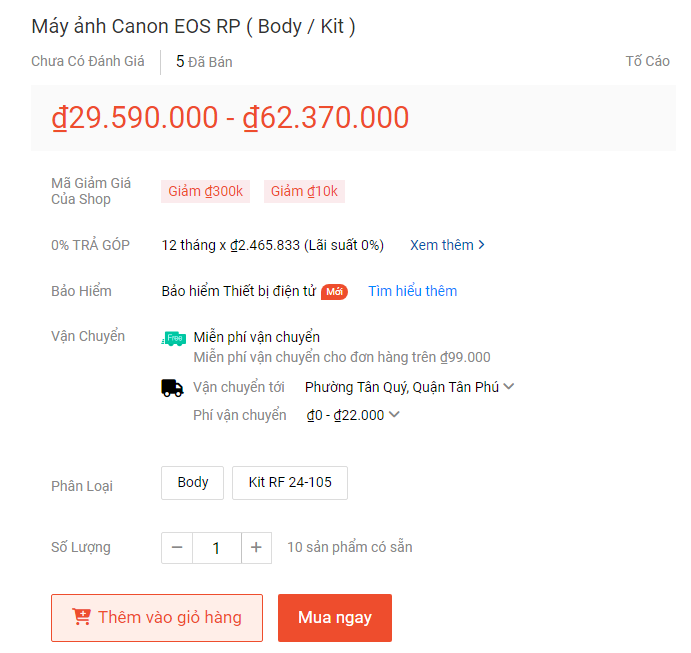 Máy ảnh Canon EOS RP ( Body / Kit )
Chưa Có Đánh Giá 5 Đã Bán Tố Cáo
₫29.590.000 - ₫62.370.000
Mã Giảm Giá
Của Shop
Giảm ₫300k Giảm ₫10k
0% TRẢ GÓP 12 tháng x ₫2.465.833 (Lãi suất 0%) Xem thêm
Bảo Hiểm Bảo hiểm Thiết bị điện tử Mới Tìm hiểu thêm
Vận Chuyển Free Miễn phí vận chuyển
Miễn phí vận chuyển cho đơn hàng trên ₫99.000
Vận chuyển tới Phường Tân Quý, Quận Tân Phú
Phí vận chuyển ₫0 - ₫22.000
Phân Loại Body Kit RF 24-105
Số Lượng − 1 + 10 sản phẩm có sẵn
Thêm vào giỏ hàng Mua ngay